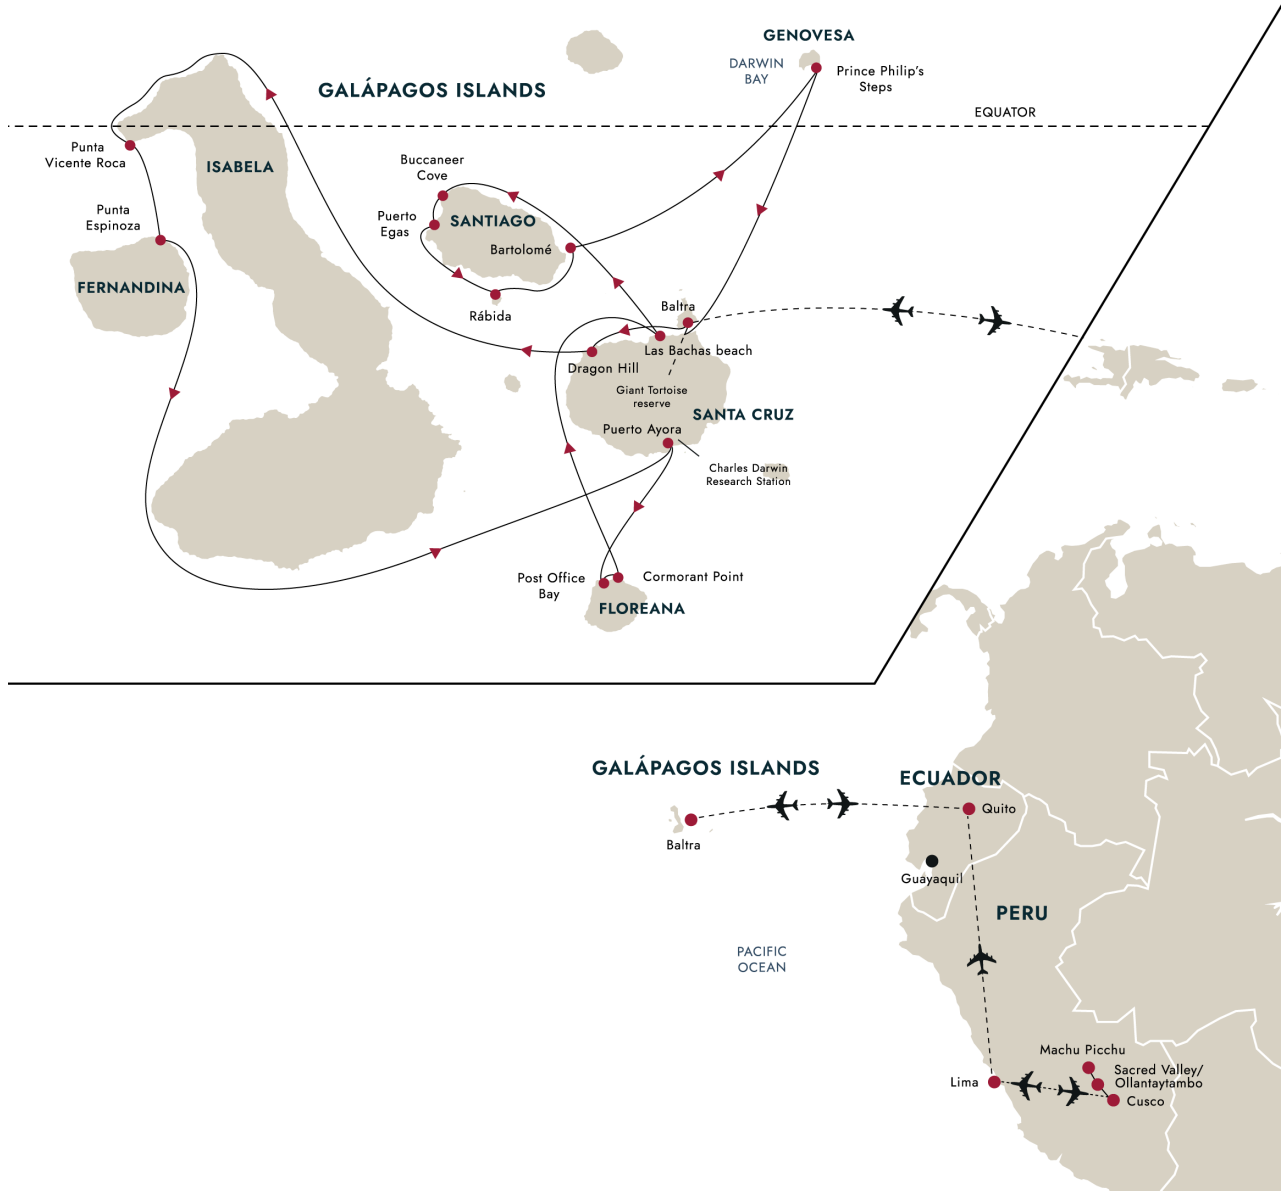 GENOVESA
DARWIN
BAY
Prince Philip's
Steps
GALÁPAGOS ISLANDS
EQUATOR
Punta
Vicente Roca
ISABELA
Buccaneer
Cove
Punta
Espinoza
Puerto
Egas
SANTIAGO
Bartolomé
FERNANDINA
Rábida
Baltra
Las Bachas beach
Dragon Hill
Giant Tortoise
reserve
SANTA CRUZ
Puerto Ayora
Charles Darwin
Research Station
Post Office
Bay
Cormorant Point
FLOREANA
GALÁPAGOS ISLANDS
ECUADOR
Quito
Baltra
Guayaquil
PERU
PACIFIC
OCEAN
Machu Picchu
Sacred Valley/
Ollantaytambo
Lima
Cusco